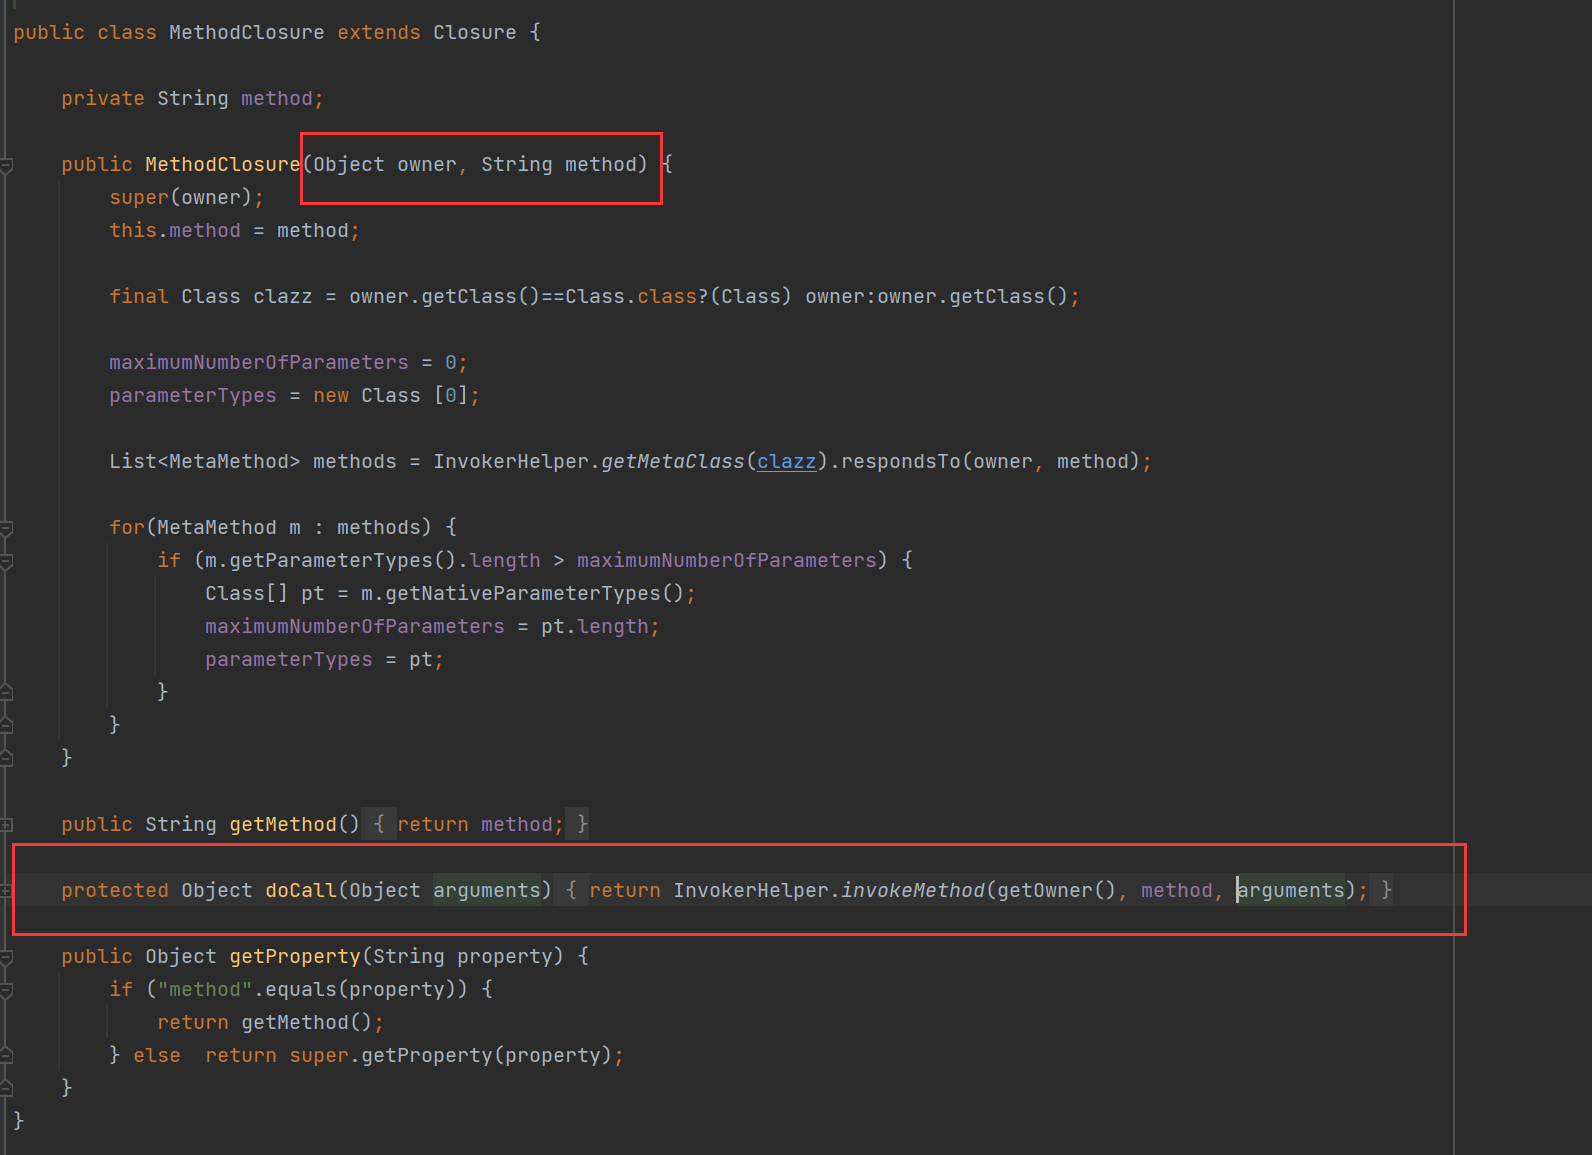 public class MethodClosure extends Closure {
private String method;
public MethodClosure(Object owner, String method) {
super(owner);
this.method = method;
final Class clazz = owner.getClass()==Class.class?(Class) owner:owner.getClass();
maximumNumberOfParameters = 0;
parameterTypes = new Class [0];
List<MetaMethod> methods = InvokerHelper.getMetaClass(clazz).respondsTo(owner, method);
for(MetaMethod m : methods) {
if (m.getParameterTypes().length > maximumNumberOfParameters) {
Class[] pt = m.getNativeParameterTypes();
maximumNumberOfParameters = pt.length;
parameterTypes = pt;
}
}
}
public String getMethod() { return method; }
protected Object doCall(Object arguments) { return InvokerHelper.invokeMethod(getOwner(), method, arguments); }
public Object getProperty(String property) {
if ("method".equals(property)) {
return getMethod();
} else  return super.getProperty(property);
}
}